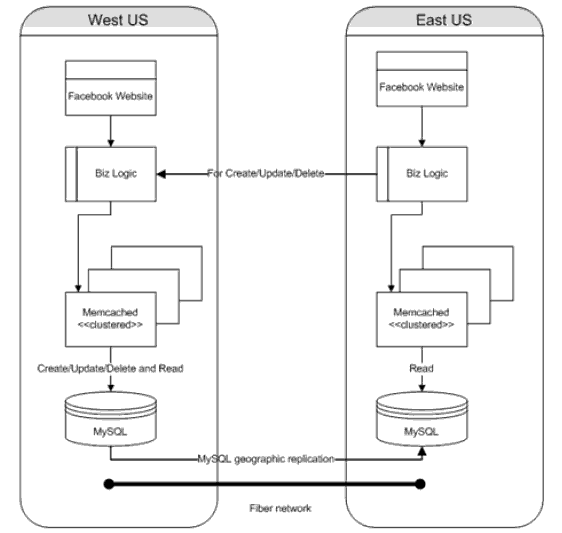 West US
East US
Facebook Website
Facebook Website
Biz Logic
For Create/Update/Delete
Biz Logic
Memcached
<<clustered>>
Memcached
<<clustered>>
Create/Update/Delete and Read
Read
MySQL
MySQL
MySQL geographic replication
Fiber network